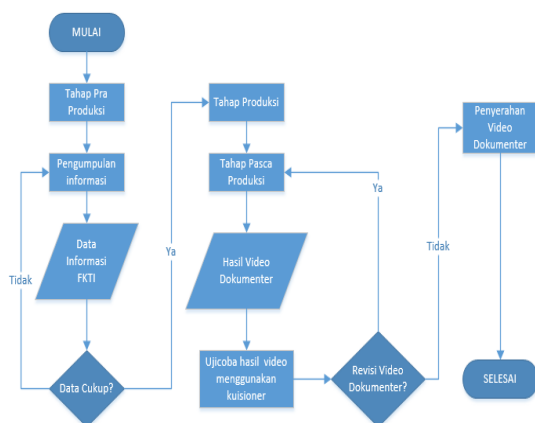 MULAI
Tahap Pra
Produksi
Pengumpulan
informasi
Data
Informasi
FKTI
Tidak
Data Cukup?
Ya
Tahap Produksi
Tahap Pasca
Produksi
Hasil Video
Dokumenter
Ujicoba hasil video
menggunakan
kuisioner
Revisi Video
Dokumenter?
Ya
Tidak
Penyerahan
Video
Dokumenter
SELESAI